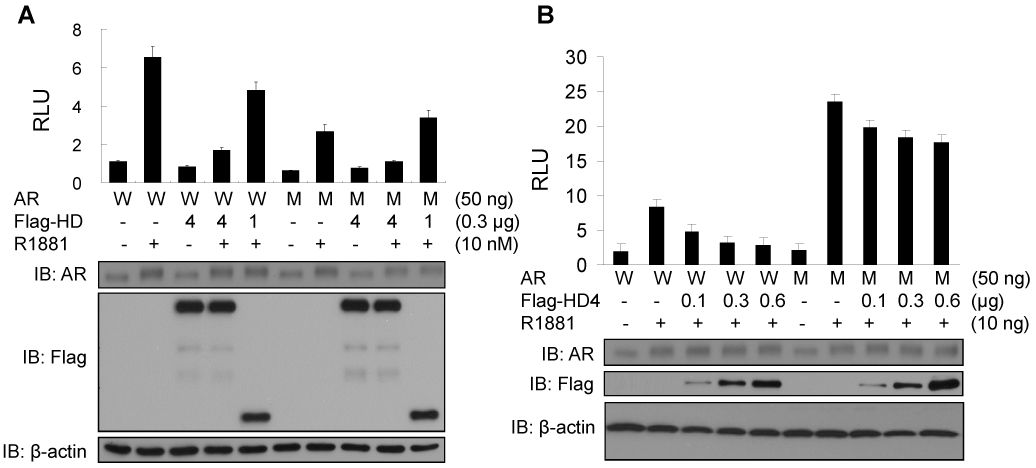 A
8
6
4
2
0
RLU
AR W W W W W M M M M M (50 ng)
Flag-HD - - 4 4 1 - - 4 4 1 (0.3 µg)
R1881 - + - + + - + - + + (10 nM)
IB: AR
IB: Flag
IB: β-actin
B
30
25
20
15
10
5
0
RLU
AR W W W W W M M M M M (50 ng)
Flag-HD4 - - 0.1 0.3 0.6 - - 0.1 0.3 0.6 (µg)
R1881 - + + + + - + + + + (10 ng)
IB: AR
IB: Flag
IB: β-actin